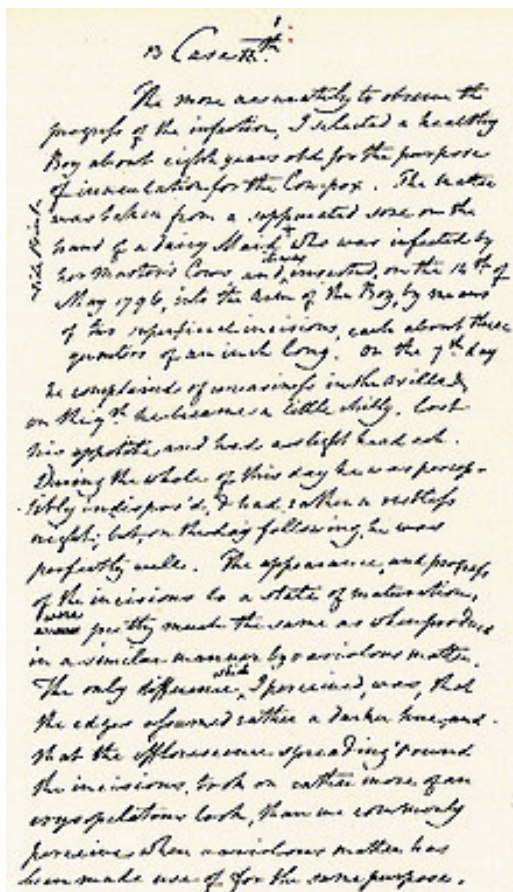 Case
The more accurately to observe the
progress of the infection, I selected a healthy
Boy about eight years old for the purpose
of inoculation for the Cow pox. The matter
was taken from a suppurated sore on the
hand of a dairy Maid + who was infected by
her Master's Cows and, inserted, on the 14th of
May 1796, into the arm of the Boy, by means
of two superficial incisions, each about three
quarters of an inch long. On the 7th day
he complained of uneasiness in the axilla &
on the 9th he became a little chilly, lost
his appetite and had a slight head ach.
During the whole of this day he was percep-
tibly indispos'd, & had rather a restless
night; but, on the day following, he was
perfectly well. The appearance, and progress
of the incisions to a state of maturation,
were pretty much the same as when produc'd
in a similar manner by variolous matter.
The only difference, which I perceived, was, that
the edges assumed rather a darker hue, and
that the efflorescence spreading round
the incisions, took on rather more of an
erysipelatous look, than we commonly
perceive when variolous matter has
been made use of for the same purpose.